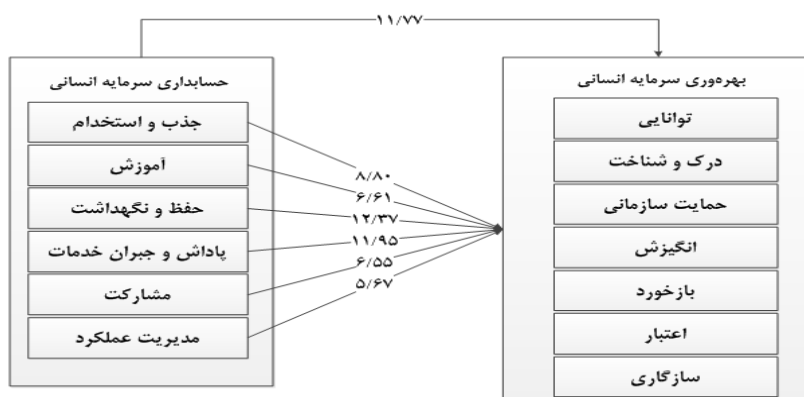 ۱۱/۷۷
بهره‌وری سرمایه انسانی
توانایی
درک و شناخت
حمایت سازمانی
انگیزش
بازخورد
اعتبار
سازگاری
حسابداری سرمایه انسانی
جذب و استخدام
آموزش
حفظ و نگهداشت
پاداش و جبران خدمات
مشارکت
مدیریت عملکرد
۸/۸۰
۶/۶۱
۱۲/۳۷
۱۱/۹۵
۶/۵۵
۵/۶۷